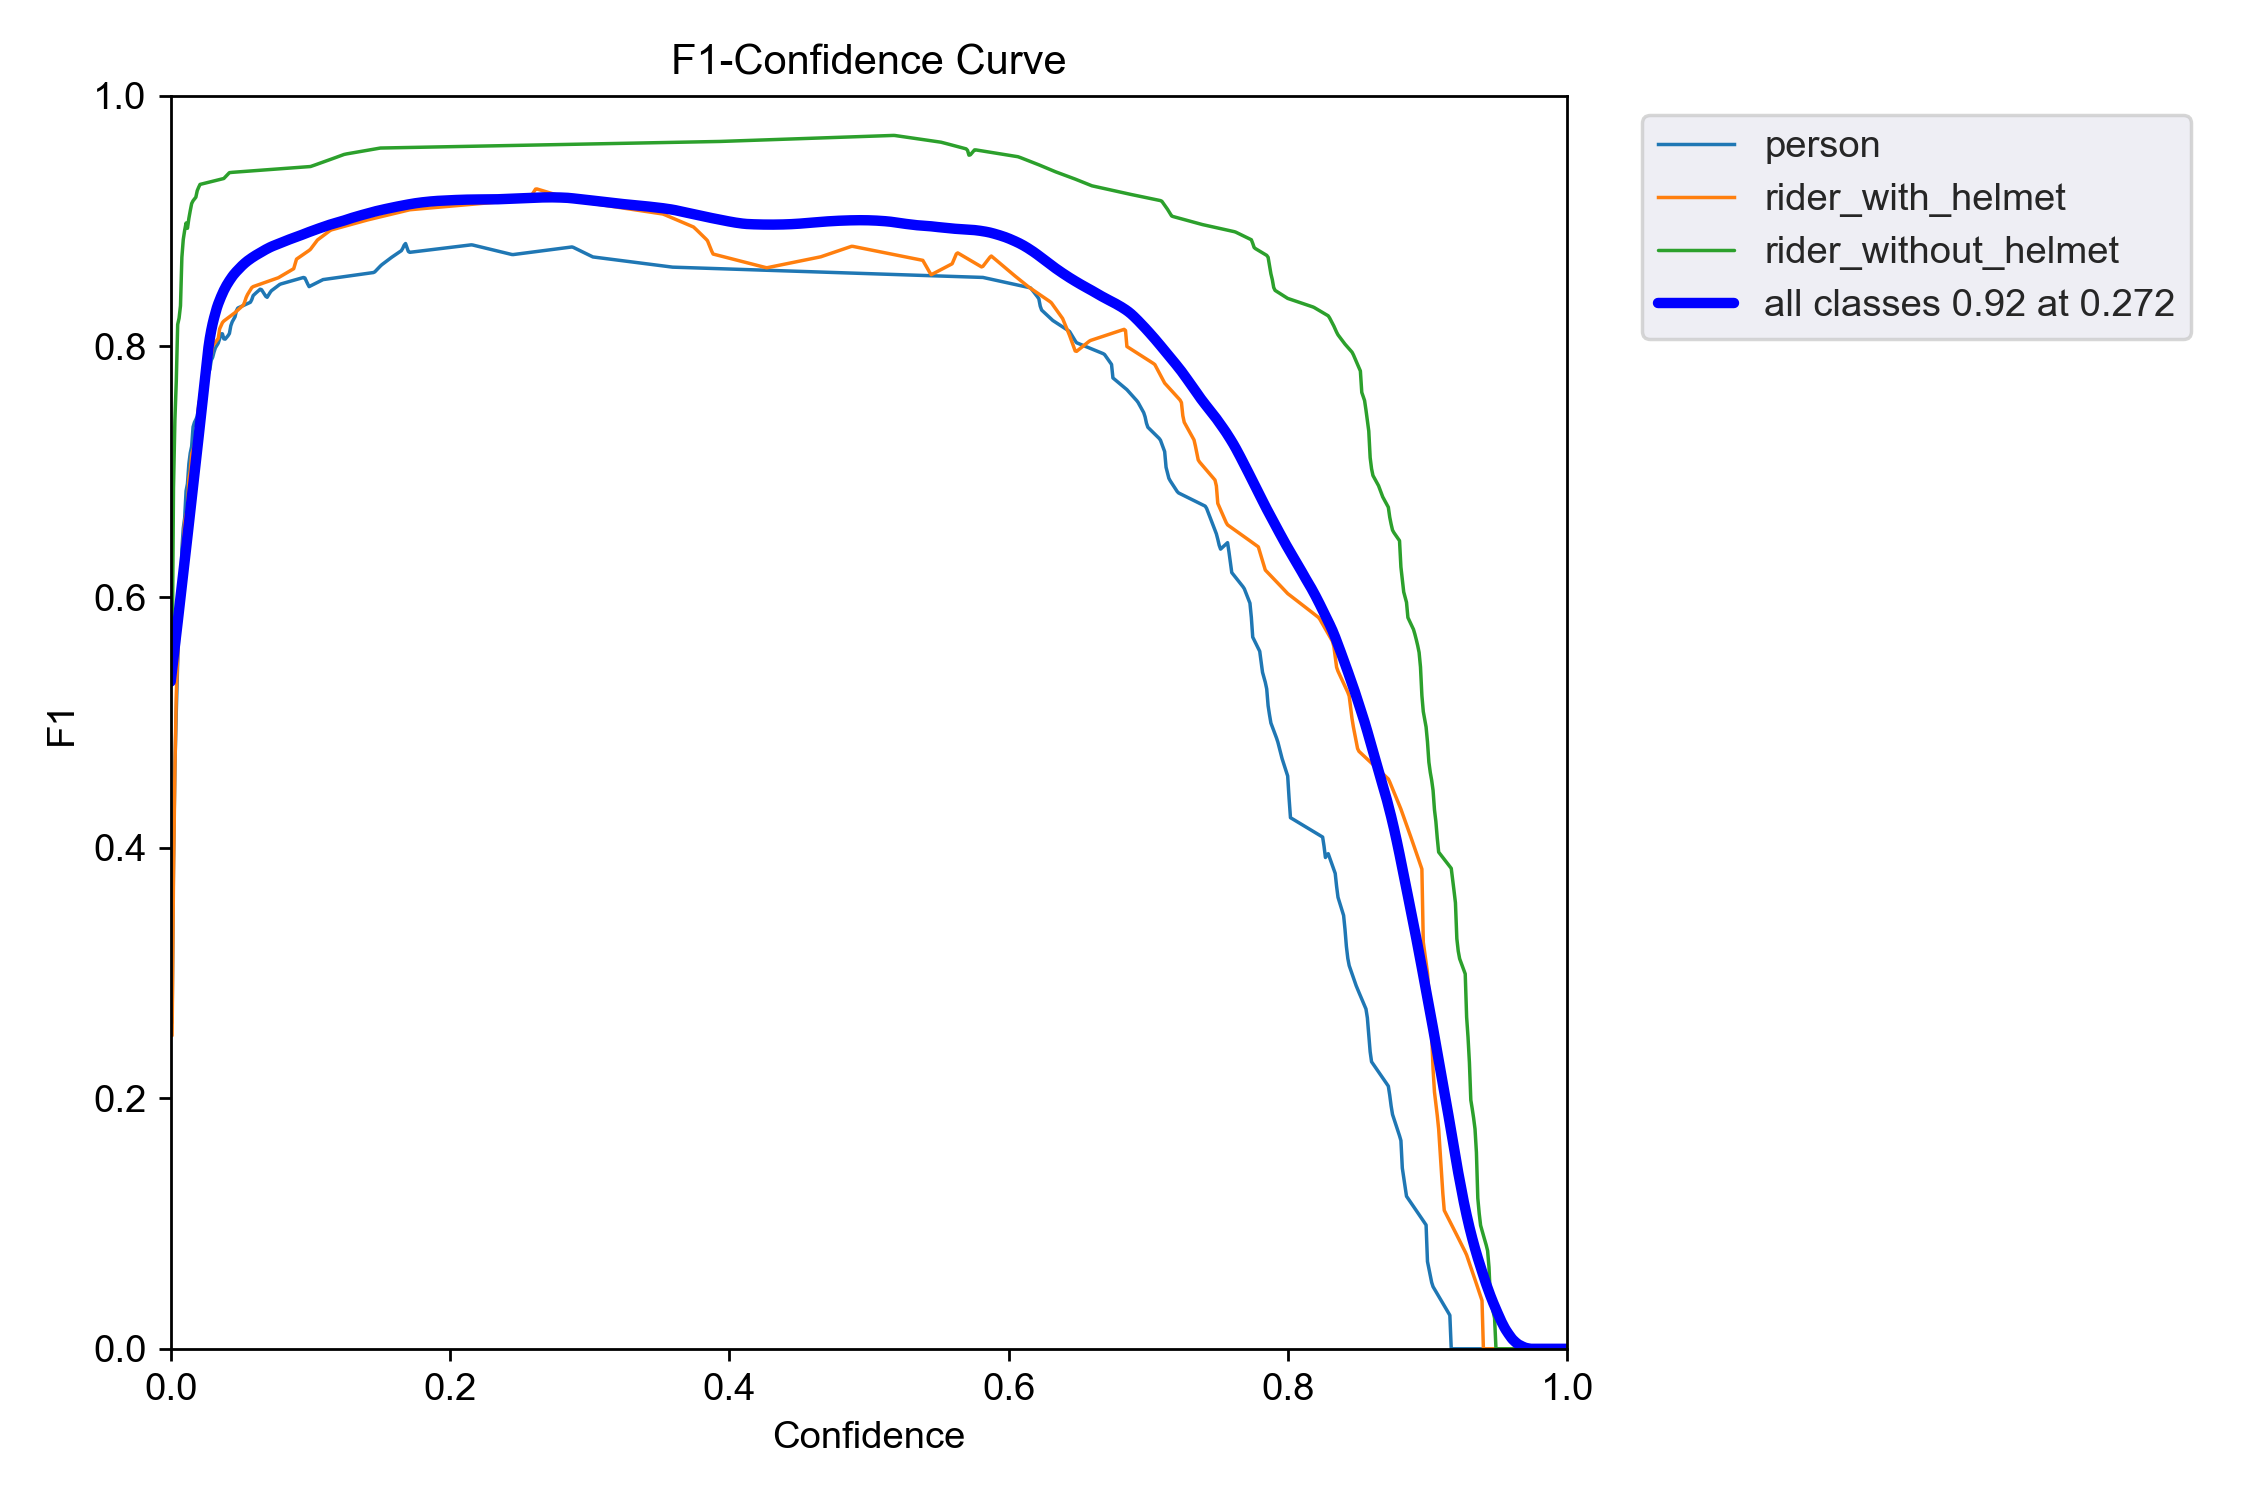 F1-Confidence Curve
1.0
0.8
0.6
0.4
0.2
0.0
F1
0.0 0.2 0.4 0.6 0.8 1.0
Confidence
person
rider_with_helmet
rider_without_helmet
all classes 0.92 at 0.272